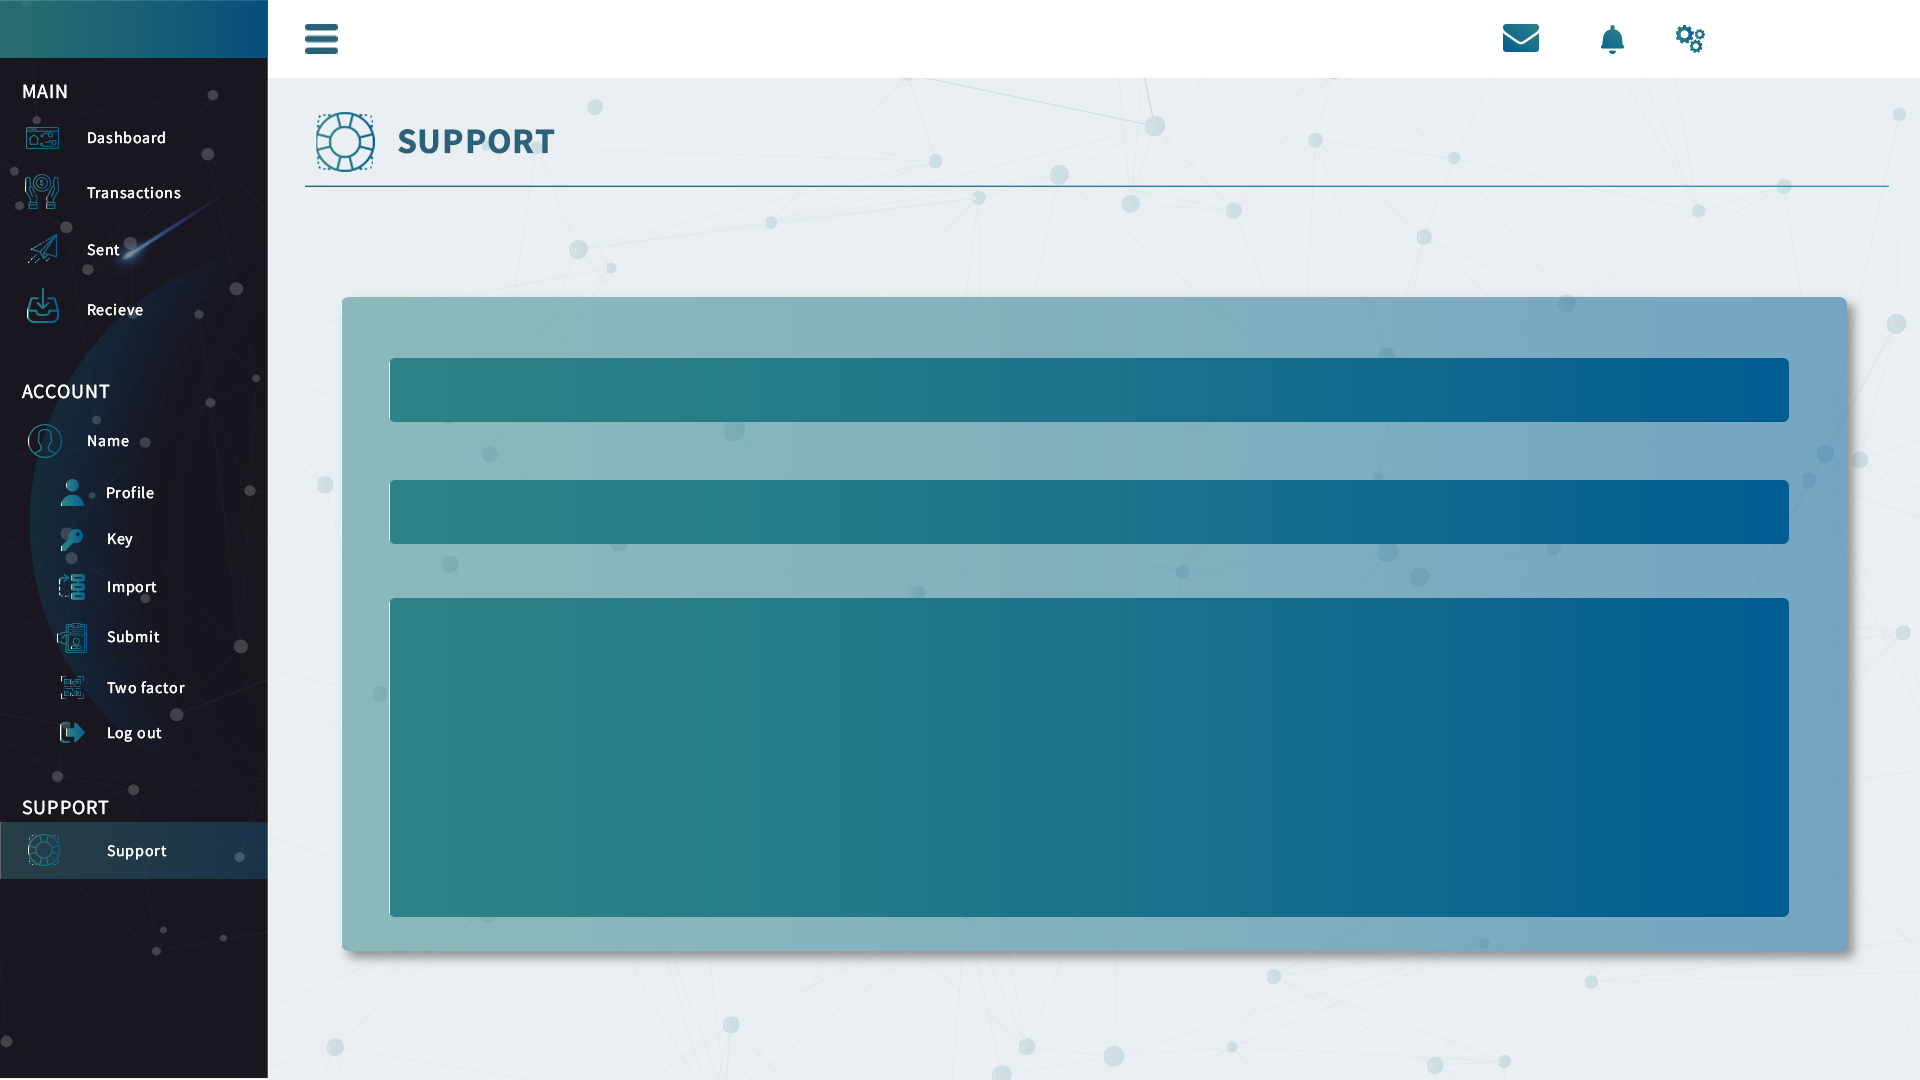 MAIN
Dashboard
Transactions
Sent
Recieve
ACCOUNT
Name
Profile
Key
Import
Submit
Two factor
Log out
SUPPORT
Support
SUPPORT